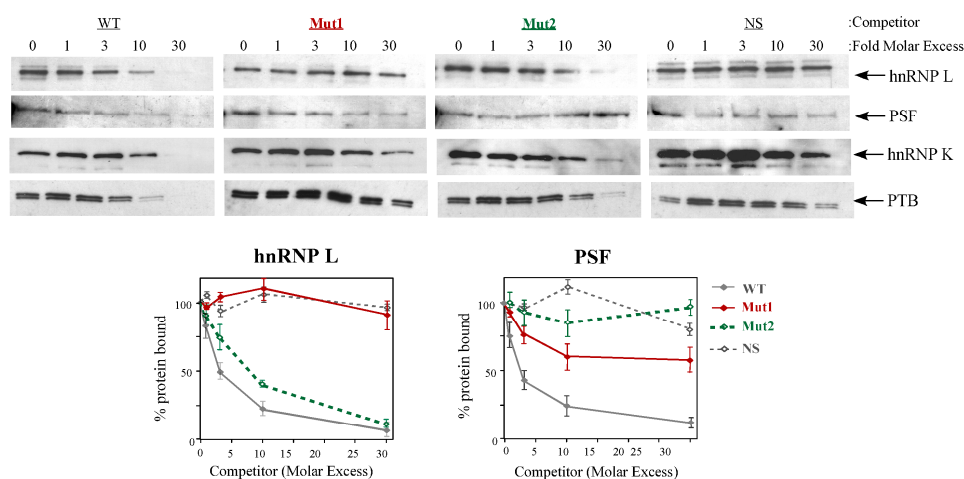 WT Mut1 Mut2 NS :Competitor
0 1 3 10 30 0 1 3 10 30 0 1 3 10 30 0 1 3 10 30 :Fold Molar Excess
hnRNP L
PSF
hnRNP K
PTB
hnRNP L
100
50
0
% protein bound
0 5 10 15 20 25 30
Competitor (Molar Excess)
PSF
100
50
0
% protein bound
0 5 10 15 20 25 30
Competitor (Molar Excess)
WT
Mut1
Mut2
NS